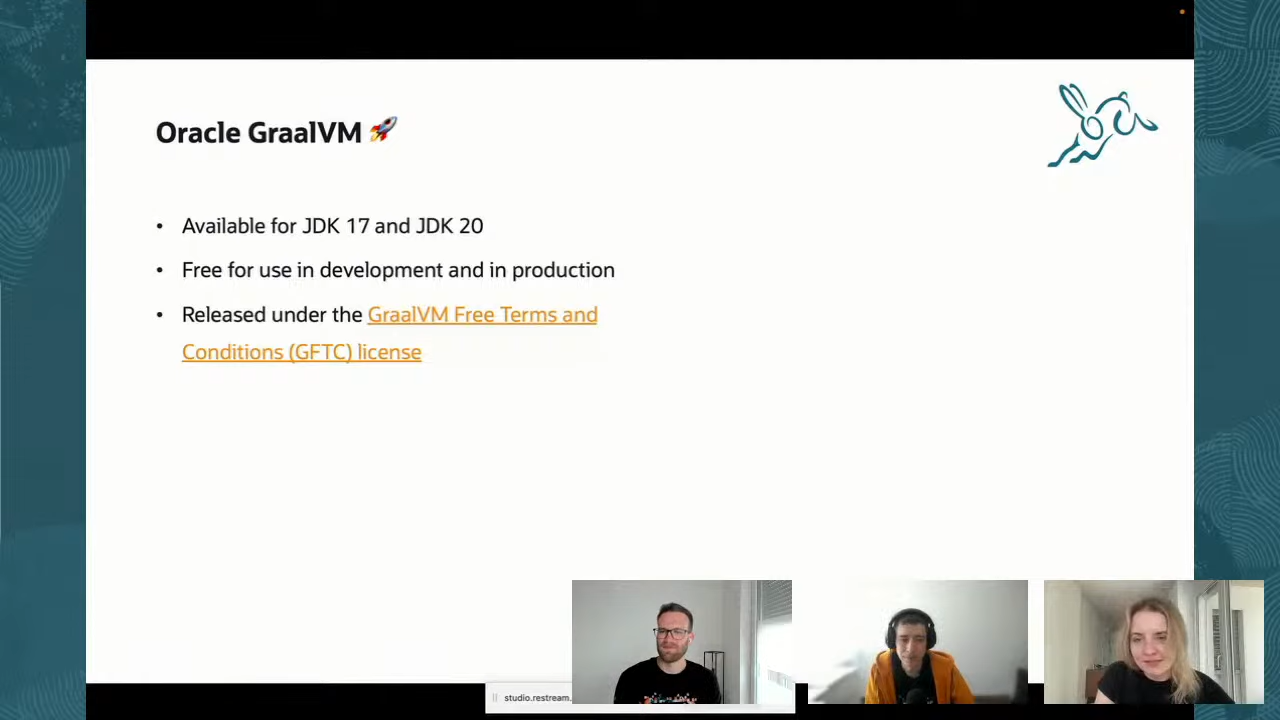 Oracle GraalVM 🚀
• Available for JDK 17 and JDK 20
• Free for use in development and in production
• Released under the GraalVM Free Terms and
Conditions (GFTC) license
studio.restream.